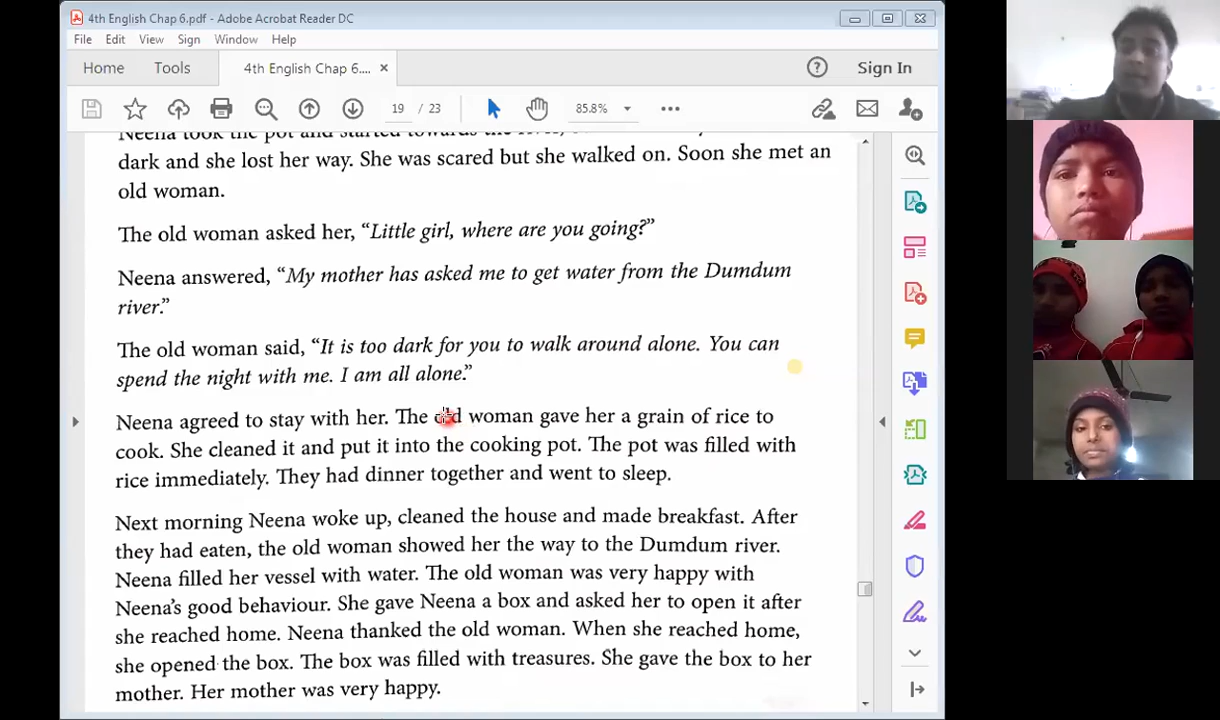 4th English Chap 6.pdf - Adobe Acrobat Reader DC
File Edit View Sign Window Help
Home Tools 4th English Chap 6.... × Sign In
19 / 23 85.8%
Neena took the pot and started towards the
dark and she lost her way. She was scared but she walked on. Soon she met an
old woman.
The old woman asked her, “Little girl, where are you going?”
Neena answered, “My mother has asked me to get water from the Dumdum
river.”
The old woman said, “It is too dark for you to walk around alone. You can
spend the night with me. I am all alone.”
Neena agreed to stay with her. The old woman gave her a grain of rice to
cook. She cleaned it and put it into the cooking pot. The pot was filled with
rice immediately. They had dinner together and went to sleep.
Next morning Neena woke up, cleaned the house and made breakfast. After
they had eaten, the old woman showed her the way to the Dumdum river.
Neena filled her vessel with water. The old woman was very happy with
Neena’s good behaviour. She gave Neena a box and asked her to open it after
she reached home. Neena thanked the old woman. When she reached home,
she opened the box. The box was filled with treasures. She gave the box to her
mother. Her mother was very happy.